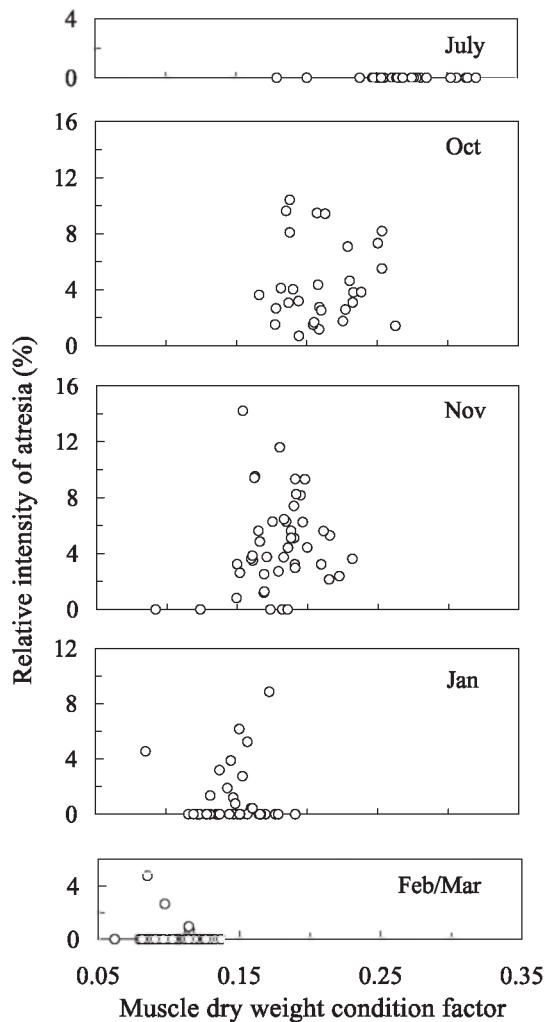 4
0
July
16
12
8
4
0
Oct
16
12
8
4
0
Nov
12
8
4
0
Jan
4
0
Feb/Mar
0.05 0.15 0.25 0.35
Muscle dry weight condition factor
Relative intensity of atresia (%)